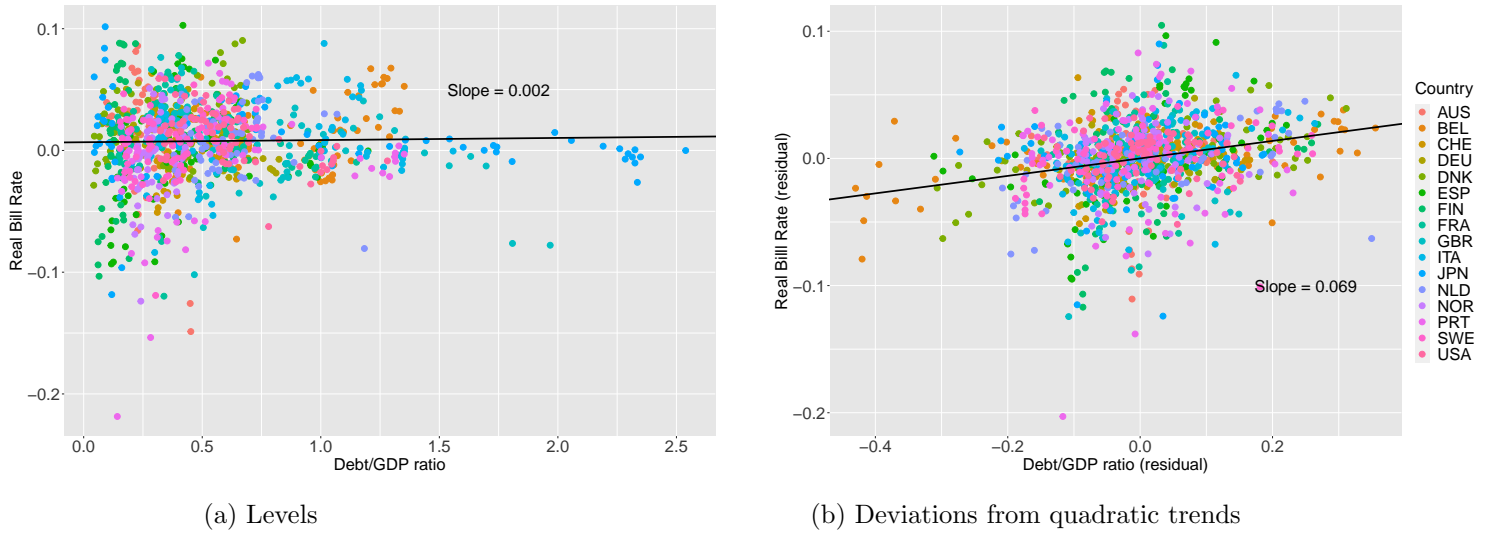 0.1
0.0
−0.1
−0.2
Real Bill Rate
Slope = 0.002
0.0 0.5 1.0 1.5 2.0 2.5
Debt/GDP ratio
(a) Levels
0.1
0.0
−0.1
−0.2
Real Billl Rate (residual)
Slope = 0.069
−0.4 −0.2 0.0 0.2
Debt/GDP ratio (residual)
(b) Deviations from quadratic trends
Country
AUS
BEL
CHE
DEU
DNK
ESP
FIN
FRA
GBR
ITA
JPN
NLD
NOR
PRT
SWE
USA